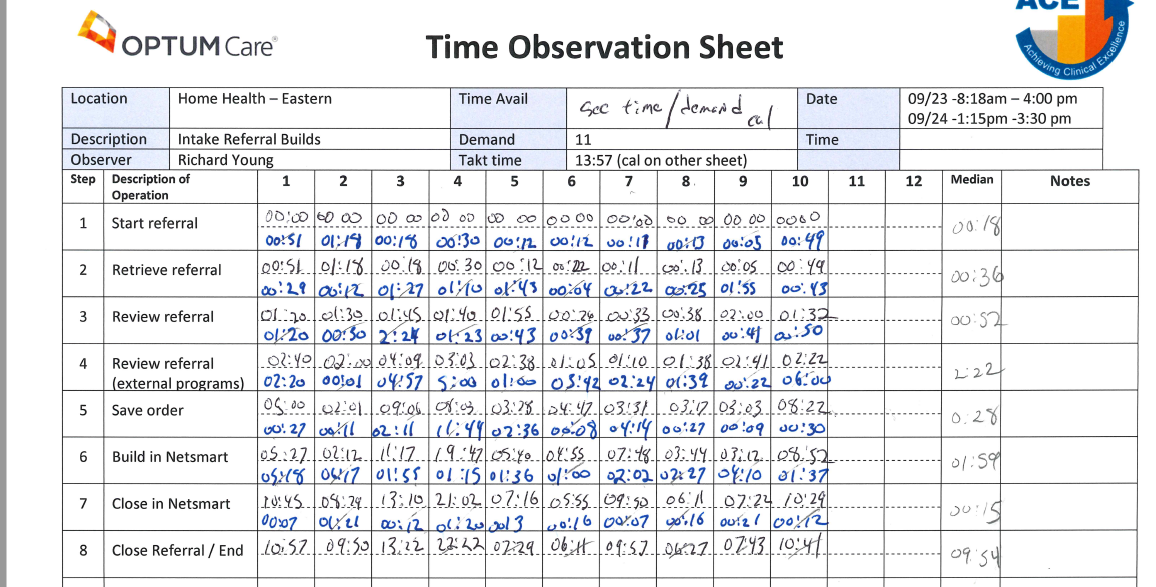 ACE
Achieving Clinical Excellence
OPTUM Care®
Time Observation Sheet
Location Home Health – Eastern Time Avail see time/demand cal Date 09/23 -8:18am – 4:00 pm
09/24 -1:15pm -3:30 pm
Description Intake Referral Builds Demand 11 Time
Observer Richard Young Takt time 13:57 (cal on other sheet)
Step Description of Operation 1 2 3 4 5 6 7 8 9 10 11 12 Median Notes
1 Start referral 00:00 00 00 00 00 00 00 00 00 00 00 00:00 00 00 00 00 0000 00:18
00:51 01:18 00:18 00:30 00:12 00:12 00:11 00:13 00:05 00:49
2 Retrieve referral 00:51 01:18 00:18 00:30 00:12 00:22 00:11 00:13 00:05 00:49 00:36
00:29 00:12 01:27 01:10 01:43 00:04 00:22 00:25 01:55 00:43
3 Review referral 01:20 01:30 01:45 01:40 01:55 00:26 00:33 00:38 02:00 01:32 00:52
01:20 00:30 2:24 01:23 00:43 00:39 00:37 01:01 00:41 00:50
4 Review referral 02:40 02:00 04:09 03:03 02:38 01:05 01:10 01:38 02:41 02:22 2:22
(external programs) 02:20 00:01 04:57 5:00 01:00 03:42 02:24 01:39 00:22 06:00
5 Save order 05:00 02:01 09:06 08:03 03:38 04:47 03:31 03:17 03:03 08:22 0:28
00:27 00:11 02:11 11:44 02:36 00:08 04:14 00:27 00:09 00:30
6 Build in Netsmart 05:27 02:12 11:17 19:47 05:40 04:55 07:48 03:44 03:12 08:52 01:59
05:18 06:17 01:55 01:15 01:36 01:00 02:02 02:27 04:10 01:37
7 Close in Netsmart 10:45 08:29 13:10 21:02 07:16 05:55 09:50 06:11 07:22 10:29 00:15
00:07 01:21 00:12 01:20 0013 00:16 00:07 00:16 00:21 00:12
8 Close Referral / End 10:57 09:50 13:22 22:22 07:29 06:11 09:57 06:27 07:43 10:41 09:54